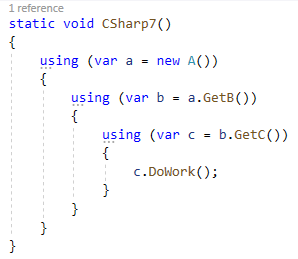 1 reference
static void CSharp7()
{
    using (var a = new A())
    {
        using (var b = a.GetB())
        {
            using (var c = b.GetC())
            {
                c.DoWork();
            }
        }
    }
}